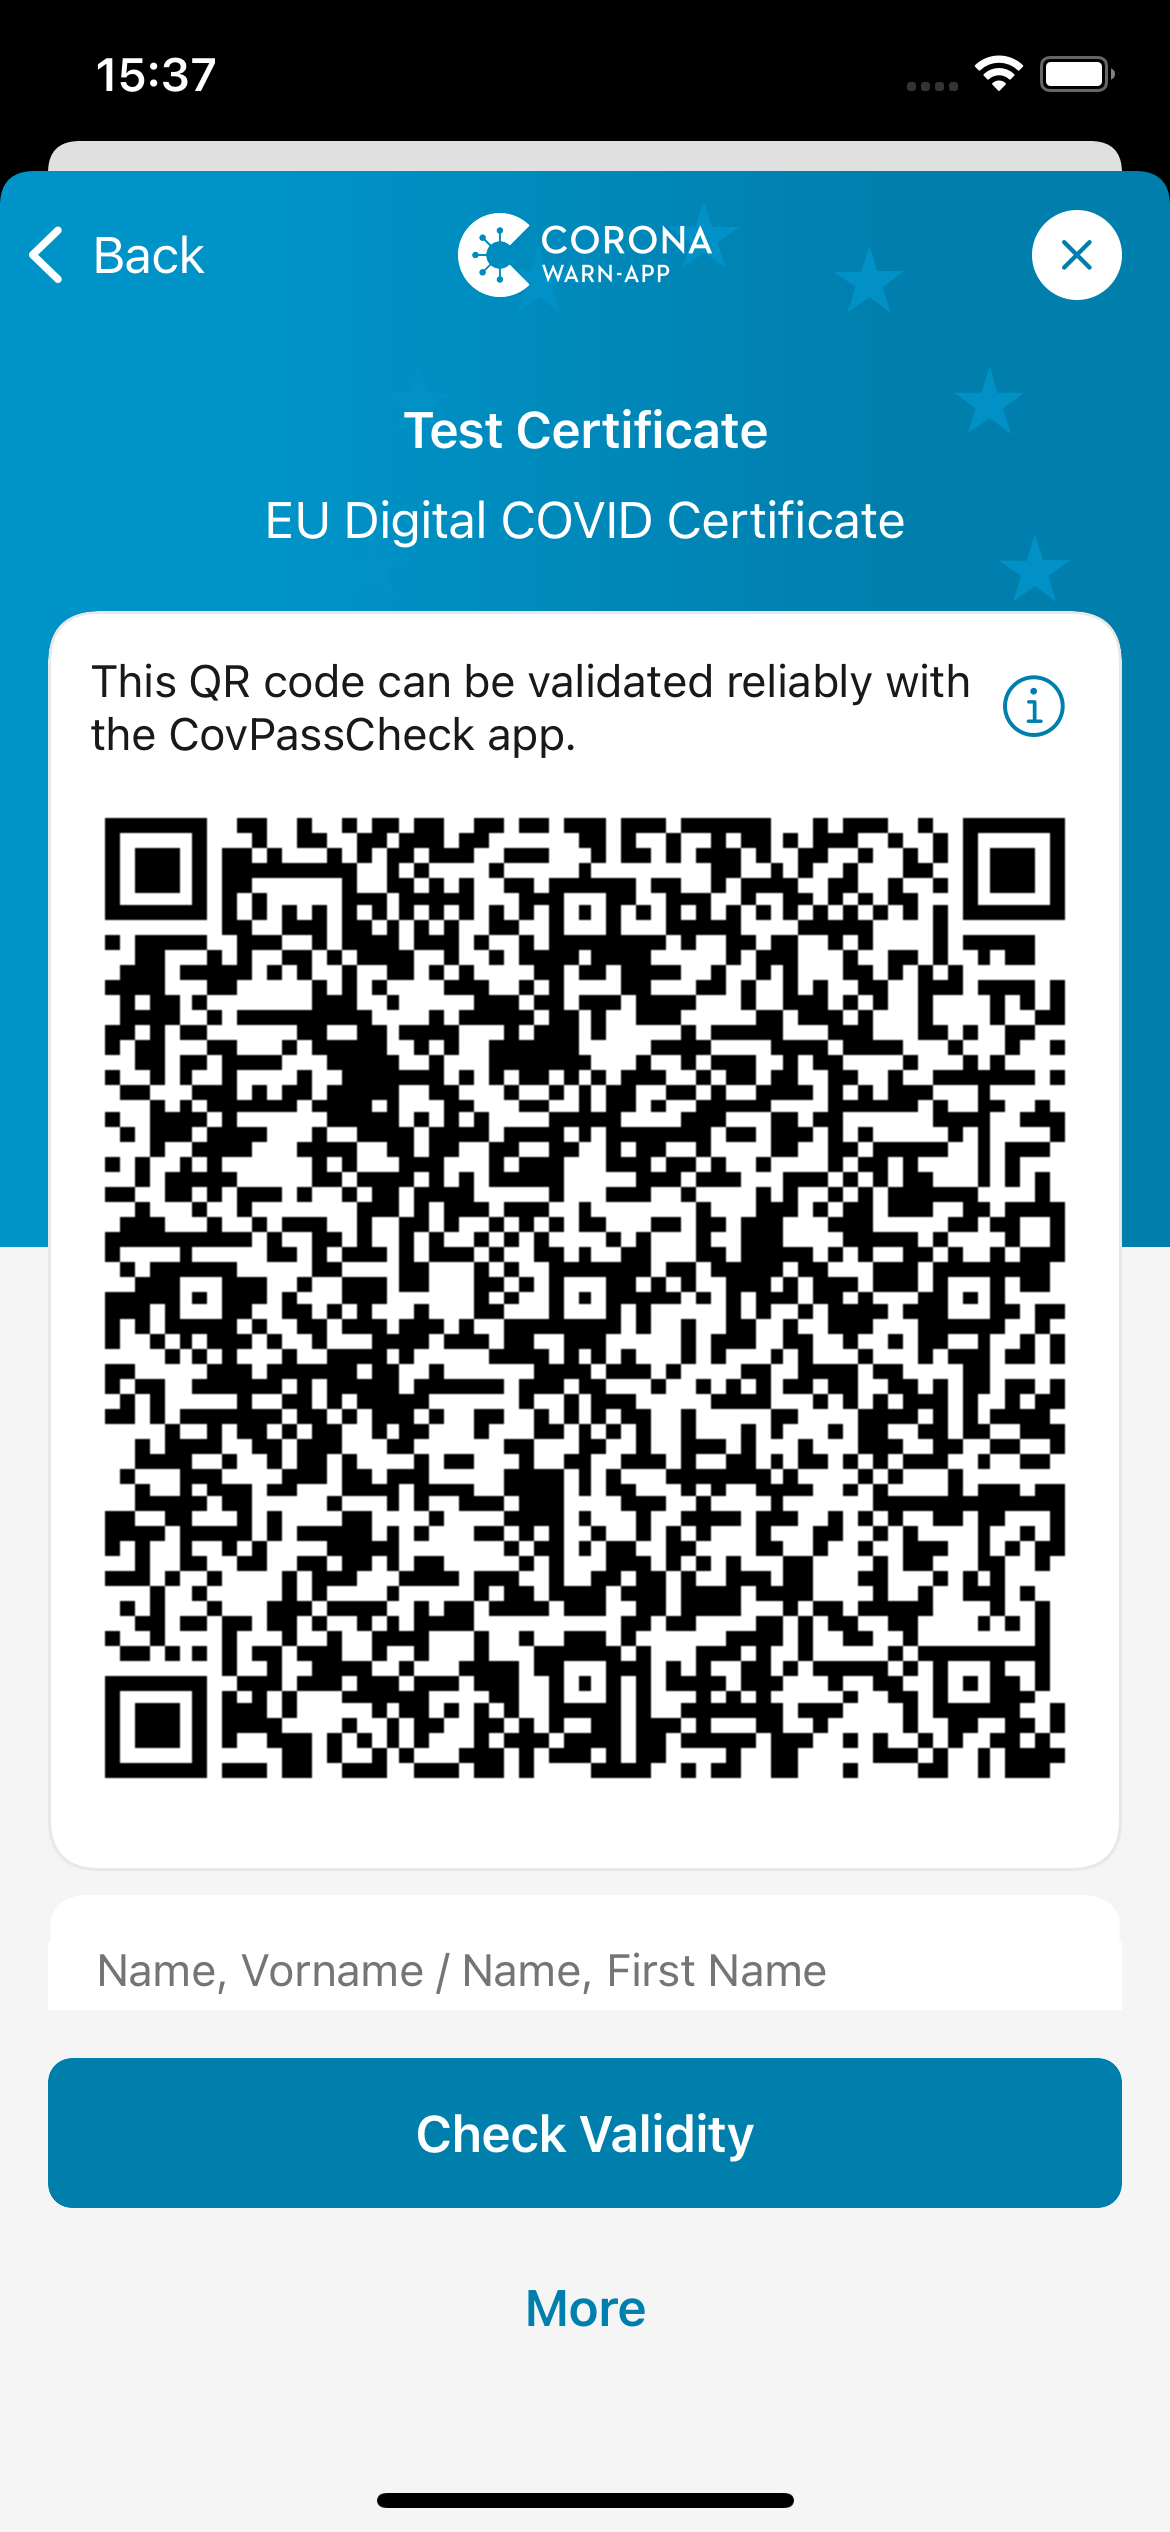 15:37
Back
CORONA
WARN-APP
Test Certificate
EU Digital COVID Certificate
This QR code can be validated reliably with
the CovPassCheck app.
Name, Vorname / Name, First Name
Check Validity
More